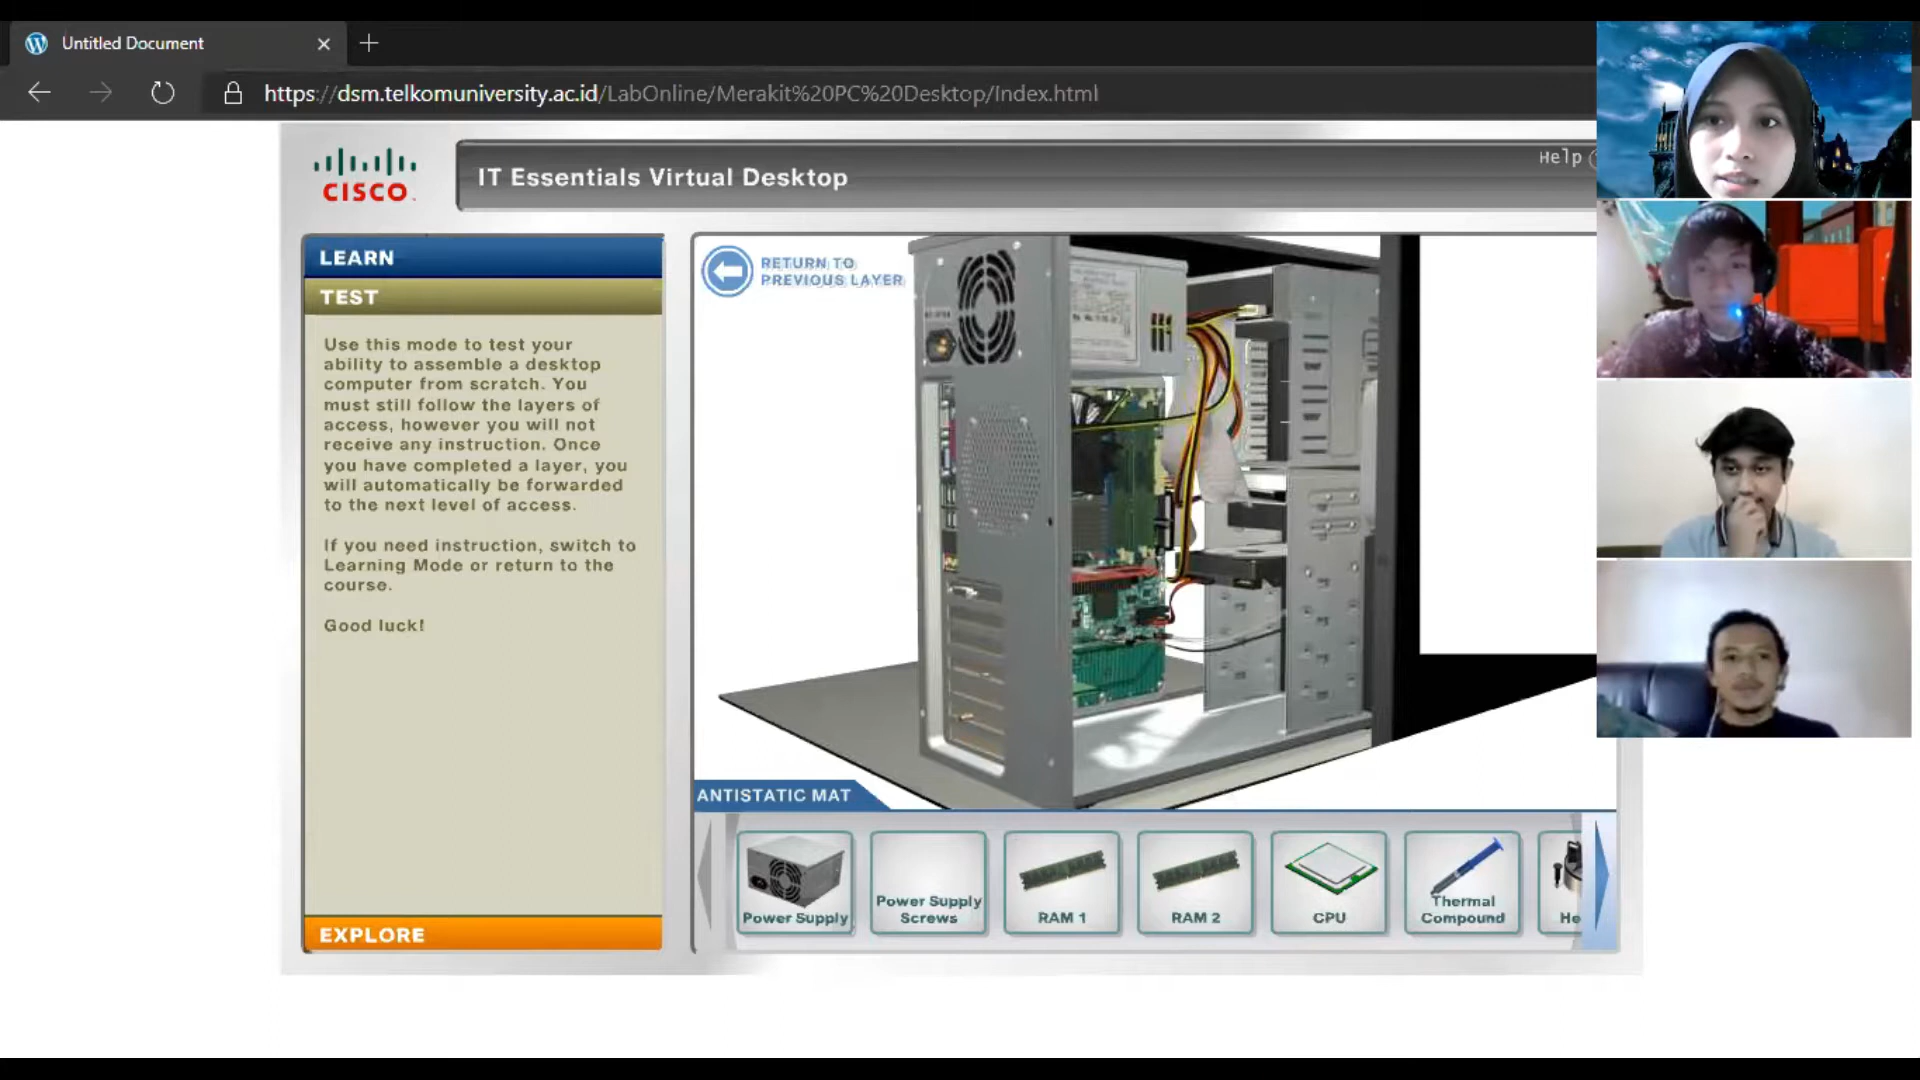 Untitled Document
https://dsm.telkomuniversity.ac.id/LabOnline/Merakit%20PC%20Desktop/Index.html
CISCO
IT Essentials Virtual Desktop
Help
LEARN
TEST
Use this mode to test your
ability to assemble a desktop
computer from scratch. You
must still follow the layers of
access, however you will not
receive any instruction. Once
you have completed a layer, you
will automatically be forwarded
to the next level of access.
If you need instruction, switch to
Learning Mode or return to the
course.
Good luck!
EXPLORE
RETURN TO
PREVIOUS LAYER
ANTISTATIC MAT
Power Supply
Power Supply
Screws
RAM 1
RAM 2
CPU
Thermal
Compound
He